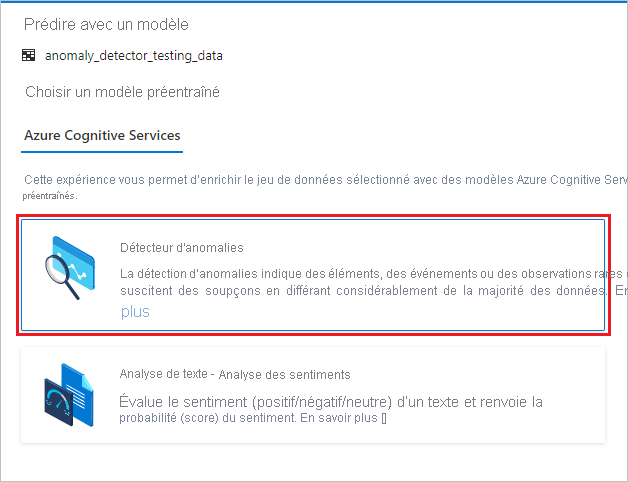 Prédire avec un modèle
anomaly_detector_testing_data
Choisir un modèle préentraîné
Azure Cognitive Services
Cette expérience vous permet d'enrichir le jeu de données sélectionné avec des modèles Azure Cognitive Serv
préentraînés.
Détecteur d'anomalies
La détection d'anomalies indique des éléments, des événements ou des observations rares
suscitent des soupçons en différant considérablement de la majorité des données. En
plus
Analyse de texte - Analyse des sentiments
Évalue le sentiment (positif/négatif/neutre) d'un texte et renvoie la
probabilité (score) du sentiment. En savoir plus []